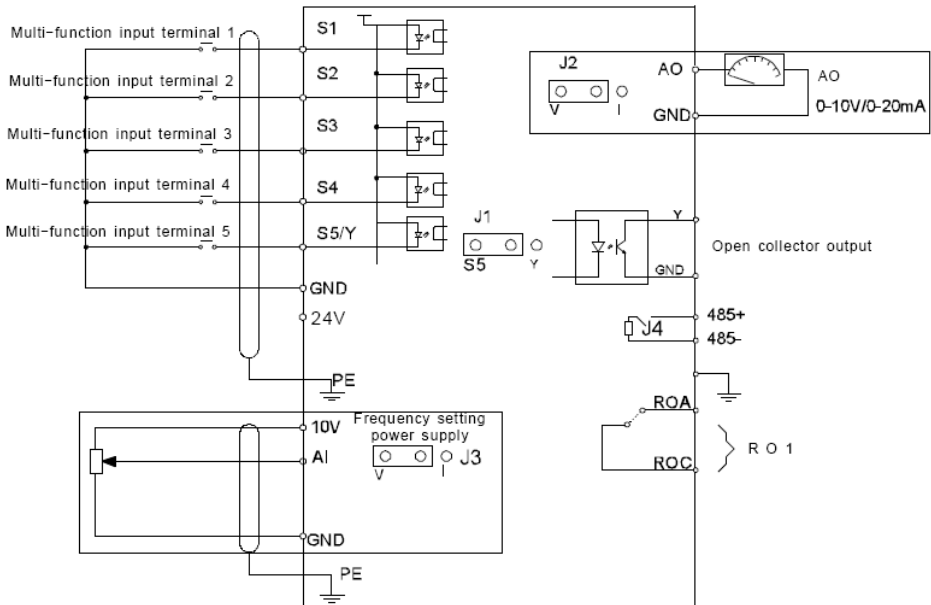 Multi-function input terminal 1
S1
Multi-function input terminal 2
S2
Multi-function input terminal 3
S3
Multi-function input terminal 4
S4
Multi-function input terminal 5
S5/Y
GND
24V
PE
J1
S5
Y
J2
V
I
AO
GND
AO
0-10V/0-20mA
Y
GND
Open collector output
J4
485+
485-
ROA
ROC
RO1
10V
AI
GND
Frequency setting
power supply
J3
V
I
PE